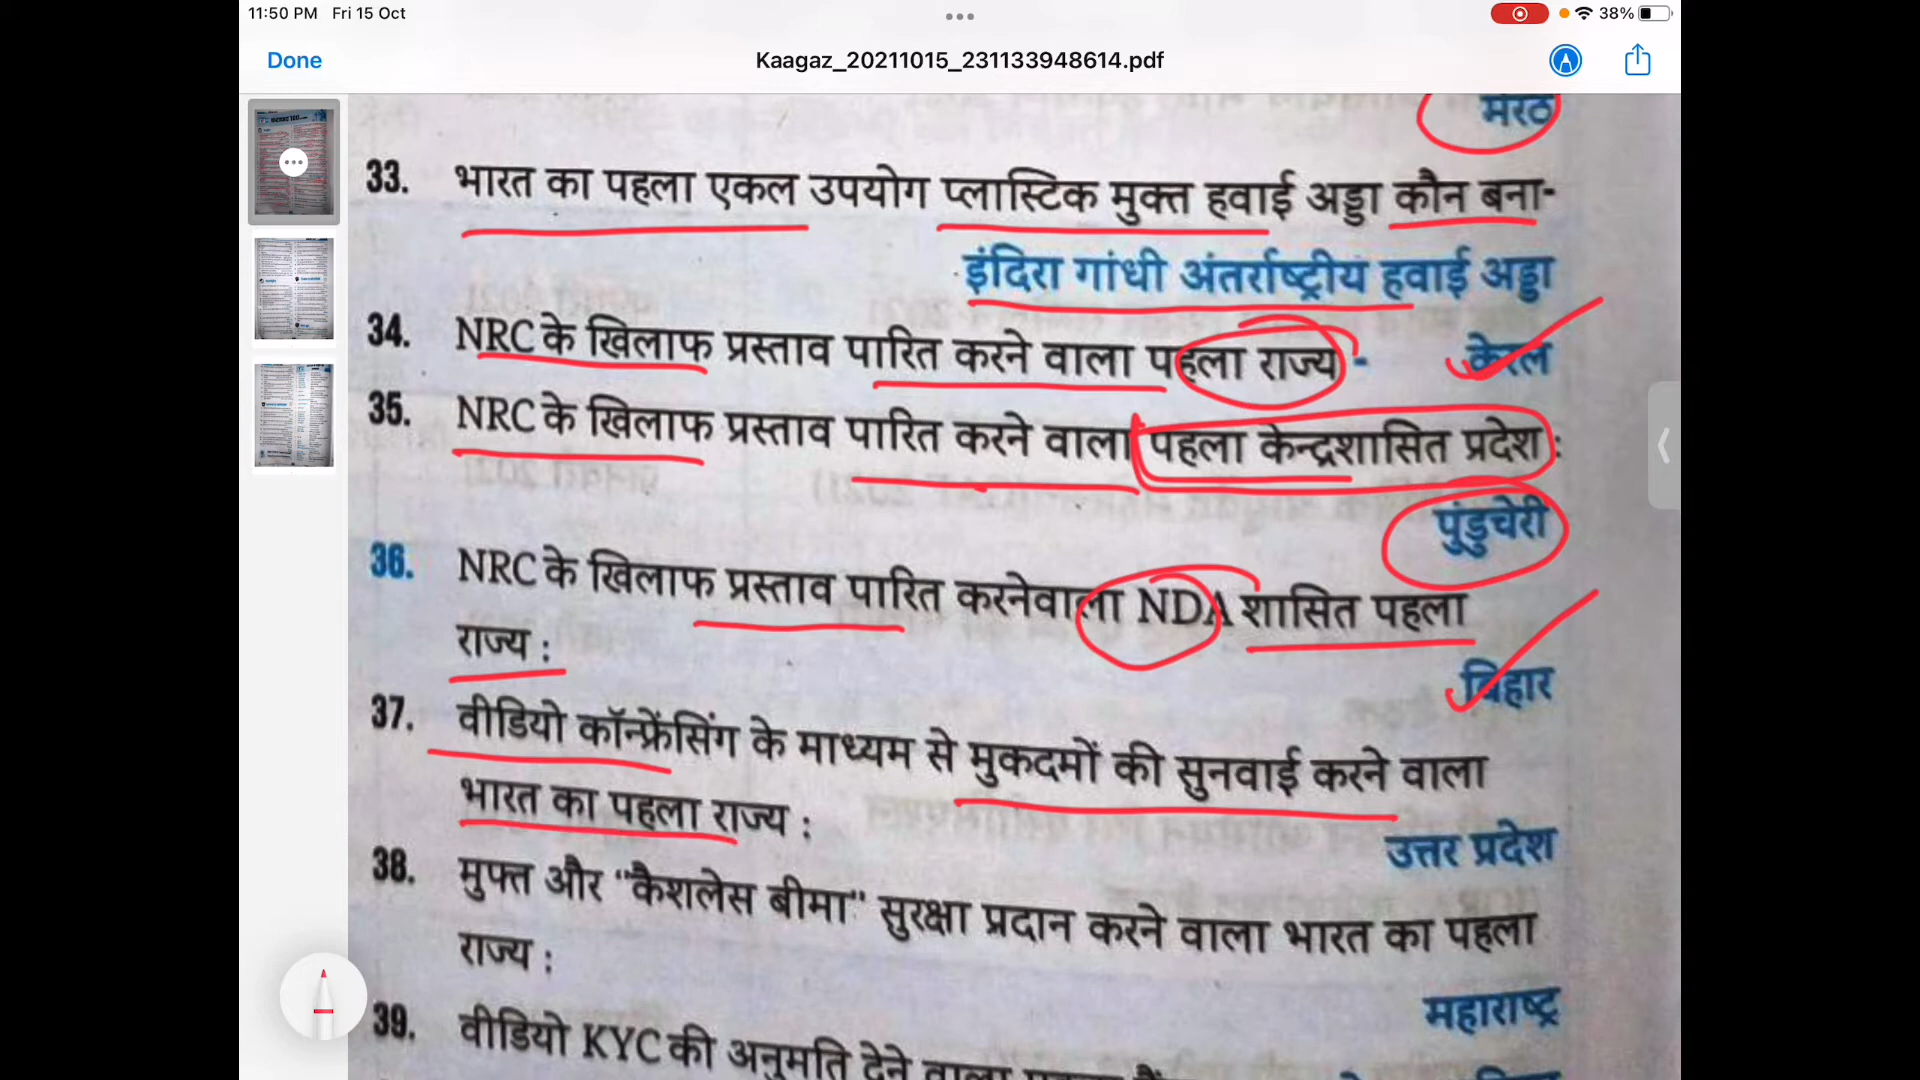 11:50 PM Fri 15 Oct
38%
Done
Kaagaz_20211015_231133948614.pdf
मेरठ
33. भारत का पहला एकल उपयोग प्लास्टिक मुक्त हवाई अड्डा कौन बना-
इंदिरा गांधी अंतर्राष्ट्रीय हवाई अड्डा
34. NRC के खिलाफ प्रस्ताव पारित करने वाला पहला राज्य - केरल
35. NRC के खिलाफ प्रस्ताव पारित करने वाला पहला केन्द्रशासित प्रदेश :
पुंडुचेरी
36. NRC के खिलाफ प्रस्ताव पारित करनेवाला NDA शासित पहला
राज्य :
बिहार
37. वीडियो कॉन्फ्रेंसिंग के माध्यम से मुकदमों की सुनवाई करने वाला
भारत का पहला राज्य :
उत्तर प्रदेश
38. मुफ्त और "कैशलेस बीमा" सुरक्षा प्रदान करने वाला भारत का पहला
राज्य :
महाराष्ट्र
39. वीडियो KYC की अनुमति देने वाला